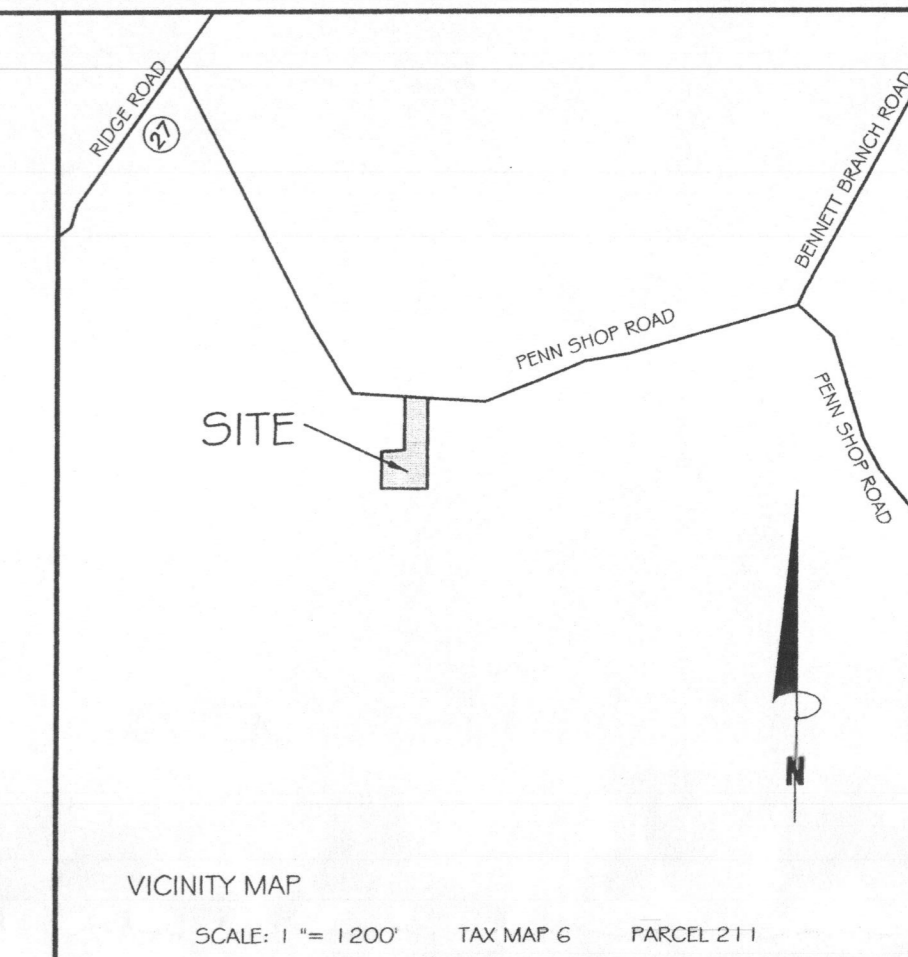 RIDGE ROAD
27
BENNETT BRANCH ROAD
PENN SHOP ROAD
PENN SHOP ROAD
SITE
N
VICINITY MAP
SCALE: 1 "= 1200' TAX MAP 6 PARCEL 211